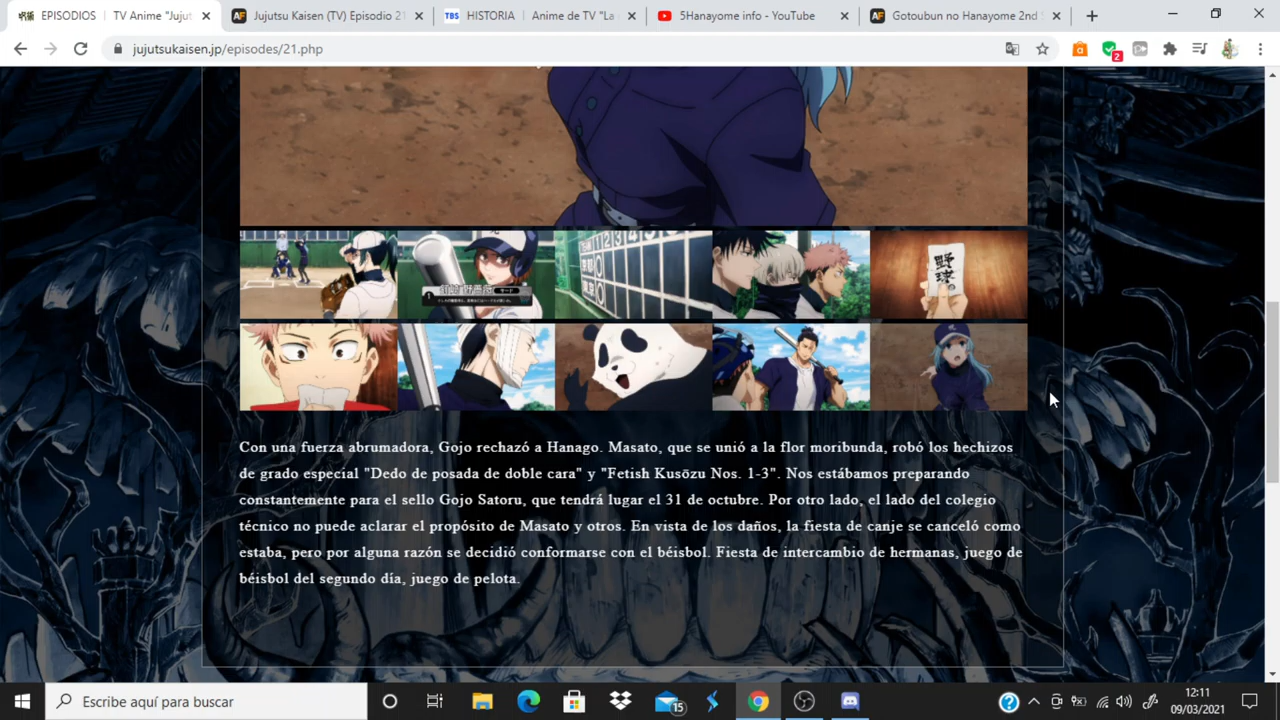 EPISODIOS | TV Anime "Jujut
Jujutsu Kaisen (TV) Episodio 21
TBS HISTORIA | Anime de TV "La
5Hanayome info - YouTube
Gotoubun no Hanayome 2nd
jujutsukaisen.jp/episodes/21.php
2
野球
Con una fuerza abrumadora, Gojo rechazó a Hanago. Masato, que se unió a la flor moribunda, robó los hechizos
de grado especial "Dedo de posada de doble cara" y "Fetish Kusōzu Nos. 1-3". Nos estábamos preparando
constantemente para el sello Gojo Satoru, que tendrá lugar el 31 de octubre. Por otro lado, el lado del colegio
técnico no puede aclarar el propósito de Masato y otros. En vista de los daños, la fiesta de canje se canceló como
estaba, pero por alguna razón se decidió conformarse con el béisbol. Fiesta de intercambio de hermanas, juego de
béisbol del segundo día, juego de pelota.
Escribe aquí para buscar
15
12:11
09/03/2021